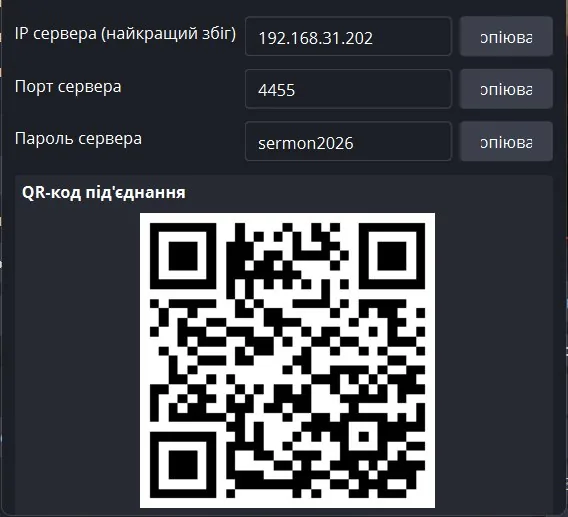 IP сервера (найкращий збіг) 192.168.31.202 опіюва
Порт сервера 4455 опіюва
Пароль сервера sermon2026 опіюва
QR-код під'єднання